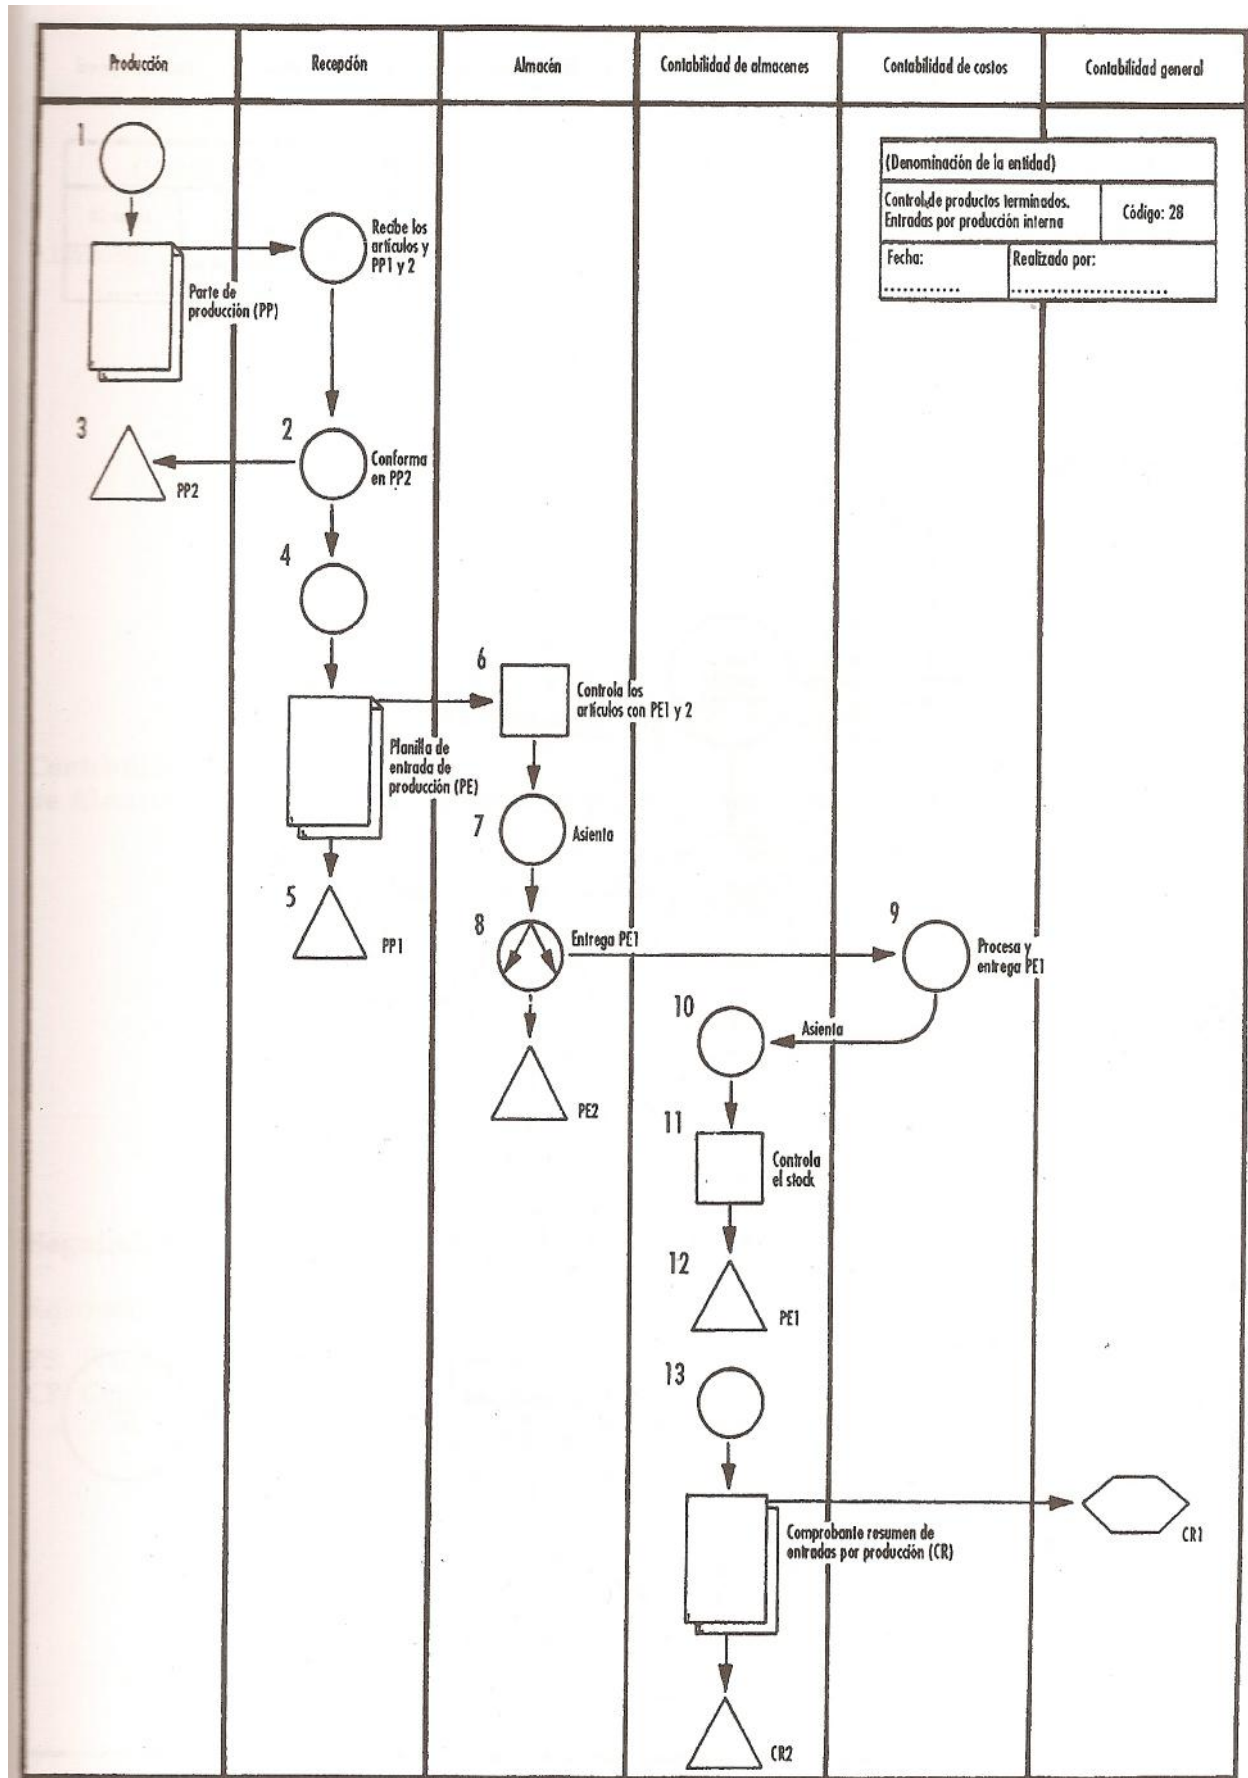 Producción
Recepción
Almacén
Contabilidad de almacenes
Contabilidad de costos
Contabilidad general
(Denominación de la entidad)
Control de productos terminados.
Entradas por producción interna
Código: 28
Fecha:
............
Realizado por:
.......................
1
Recibe los
artículos y
PP1 y 2
Parte de
producción (PP)
3
PP2
2
Conforma
en PP2
4
6
Controla los
artículos con PE1 y 2
Planilla de
entrada de
producción (PE)
7
Asienta
5
PP1
8
Entrega PE1
9
Procesa y
entrega PE1
10
Asienta
PE2
11
Controla
el stock
12
PE1
13
Comprobante resumen de
entradas por producción (CR)
CR1
CR2